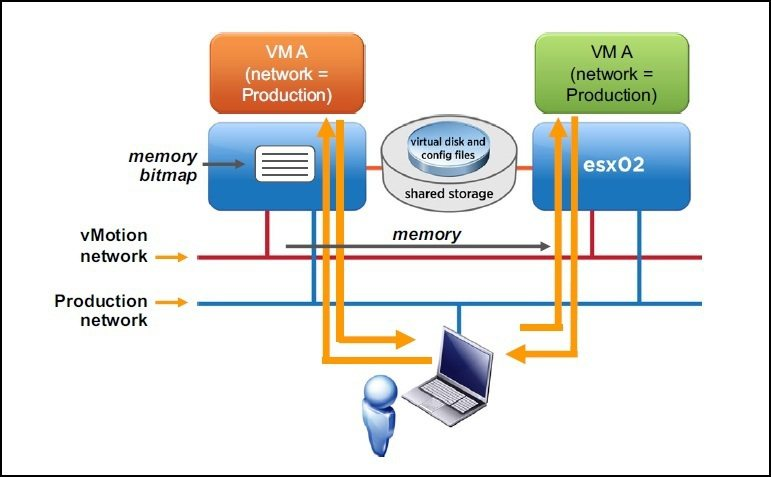 VM A
(network =
Production)
VM A
(network =
Production)
memory
bitmap
virtual disk and
config files
shared storage
esx02
vMotion
network
memory
Production
network